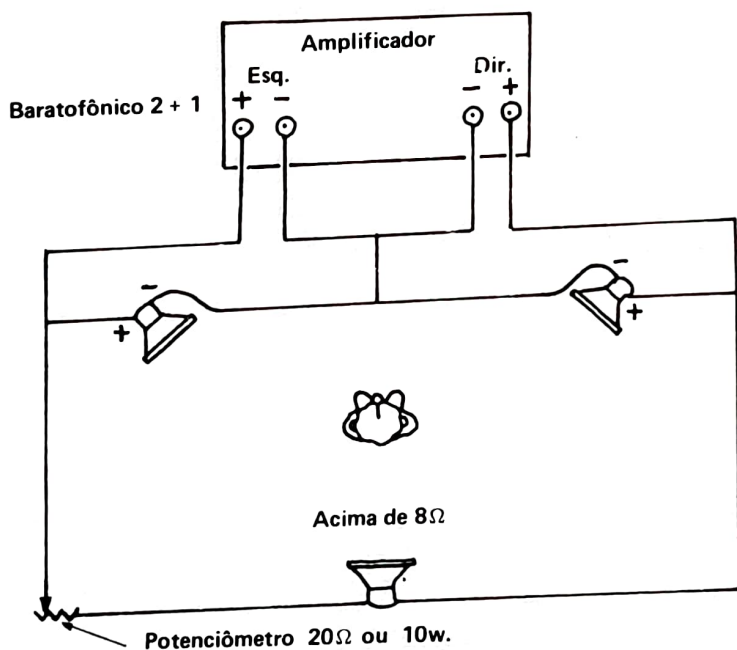 Amplificador
Esq.
Dir.
Baratofônico 2 + 1
+ −
− +
−
−
+
+
Acima de 8Ω
Potenciômetro 20Ω ou 10w.